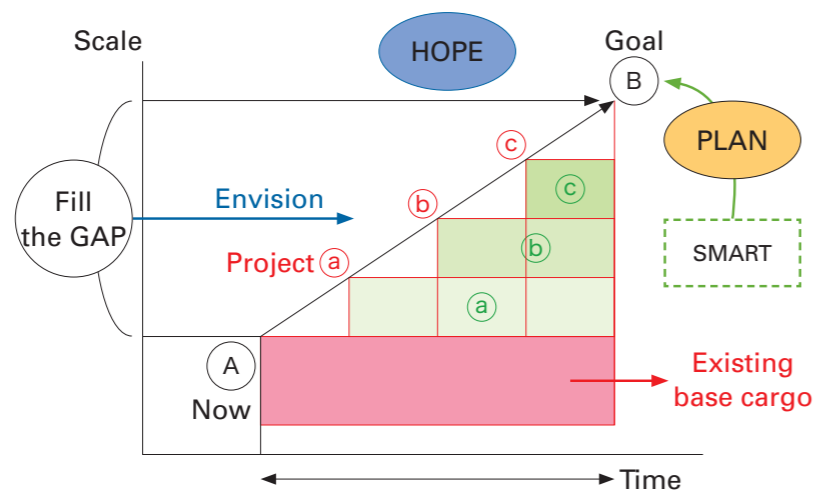 Scale
HOPE
Goal
B
PLAN
SMART
c
c
Envision
b
b
Fill
the GAP
Project a
a
A
Now
Existing
base cargo
Time